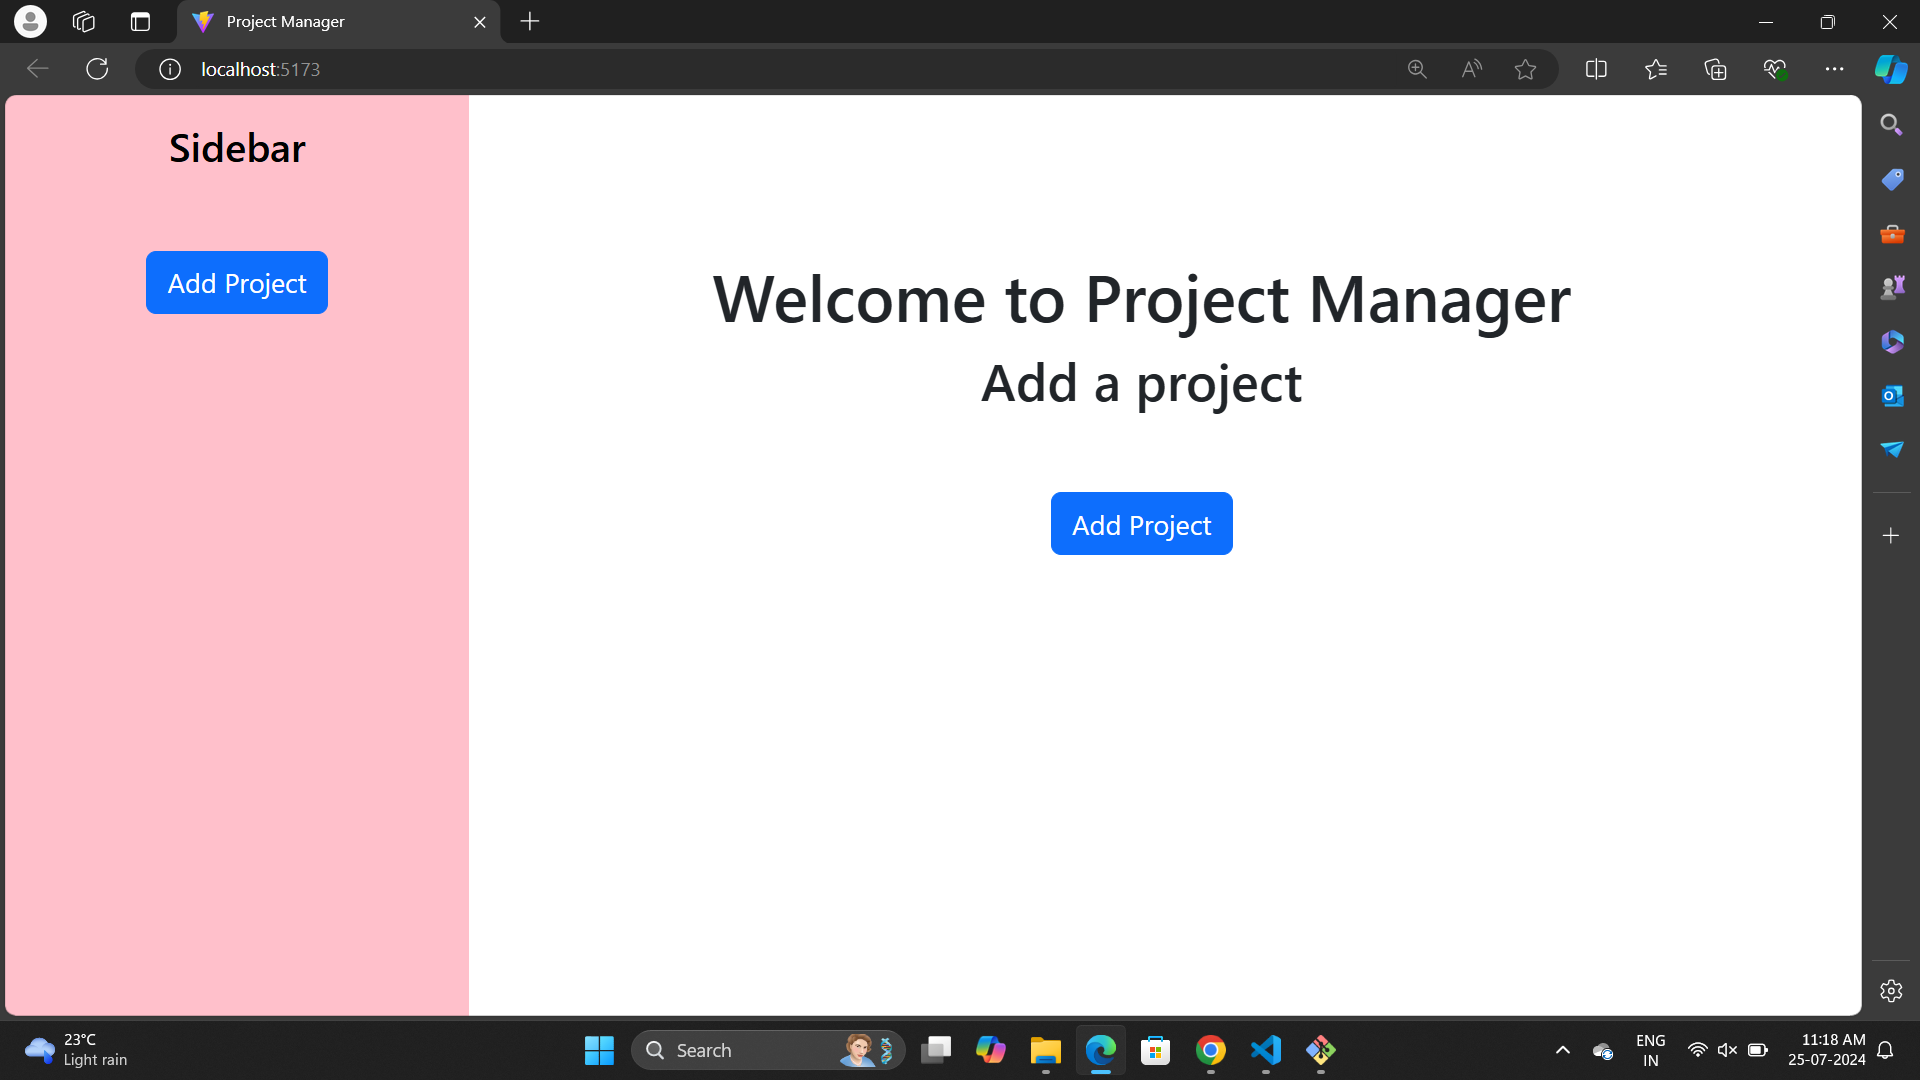 Project Manager
localhost:5173
Sidebar
Add Project
Welcome to Project Manager
Add a project
Add Project
23°C
Light rain
Search
ENG
IN
11:18 AM
25-07-2024